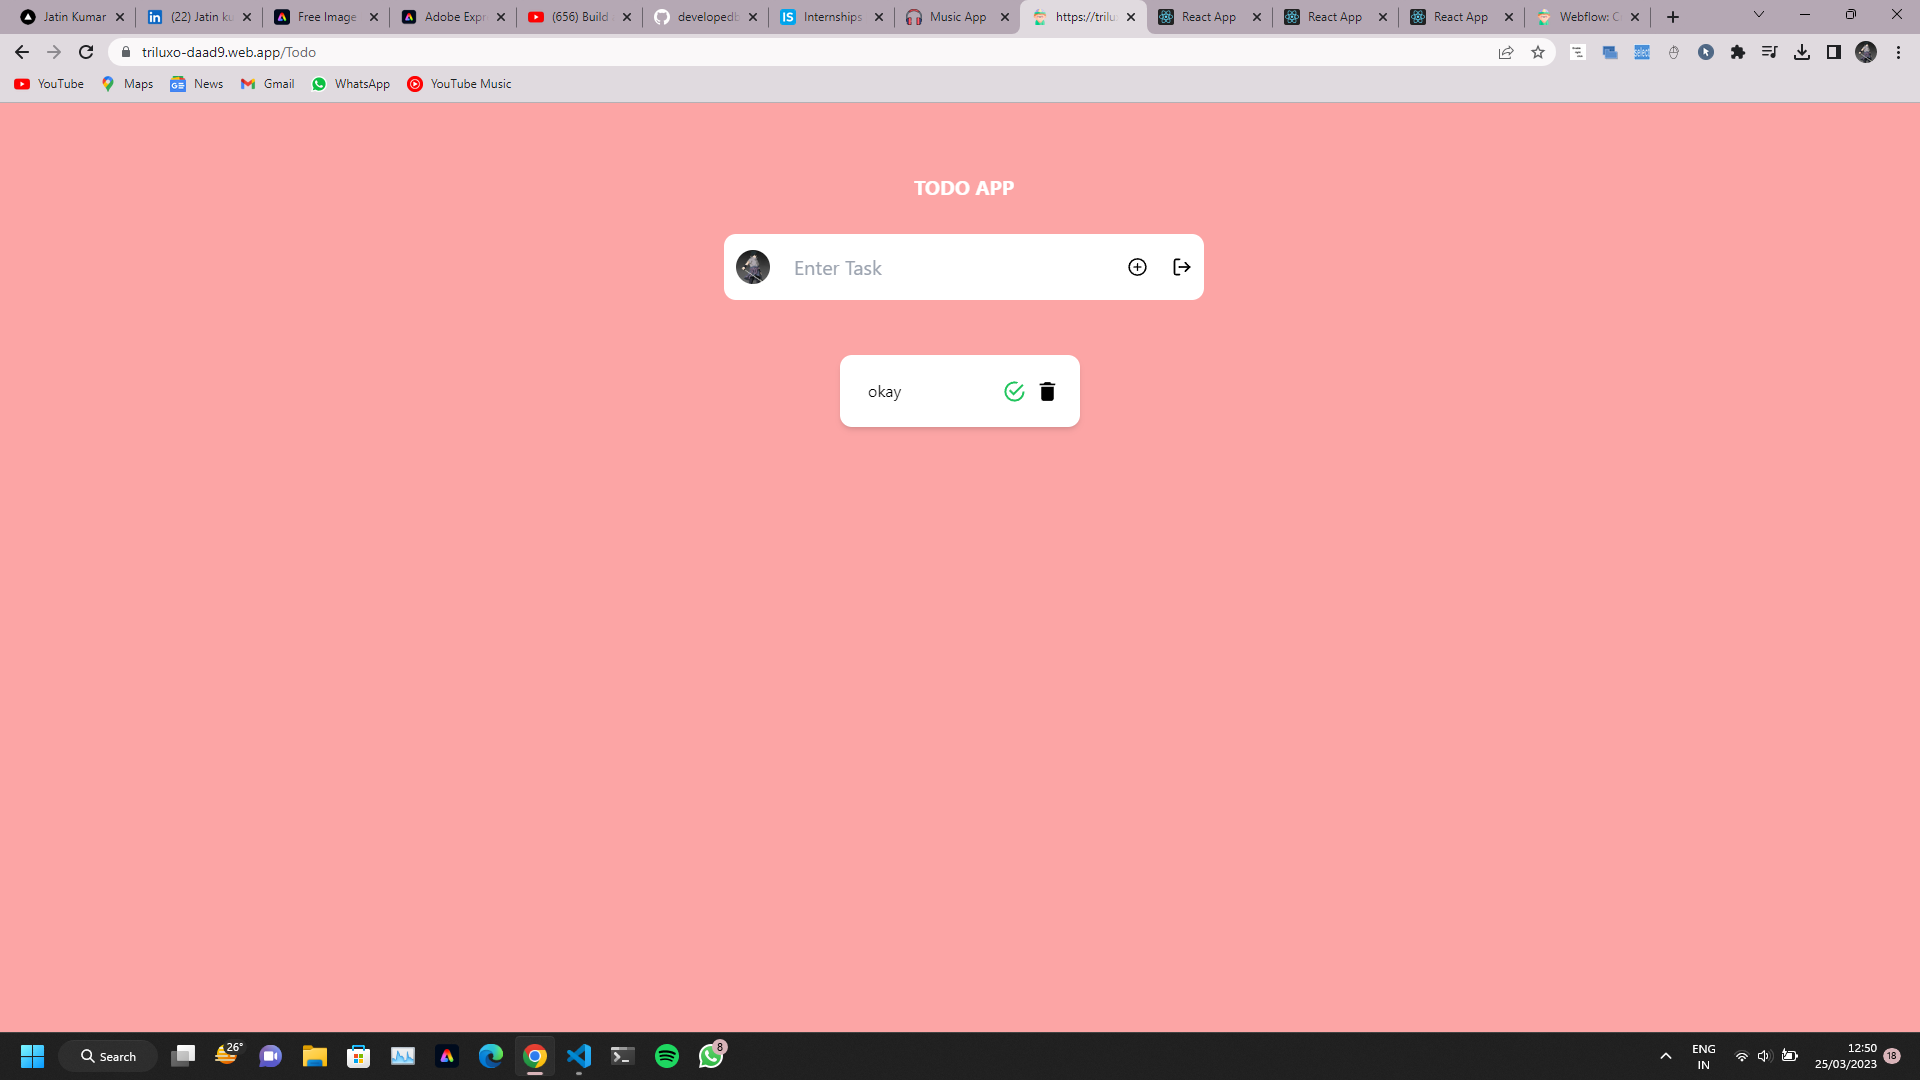 Jatin Kumar
(22) Jatin ku
Free Image
Adobe Expr
(656) Build
developedb
IS Internships
Music App
https://trilu
React App
React App
React App
Webflow: C
triluxo-daad9.web.app/Todo
YouTube
Maps
News
Gmail
WhatsApp
YouTube Music
TODO APP
Enter Task
okay
26°
Search
8
ENG
IN
12:50
25/03/2023
18